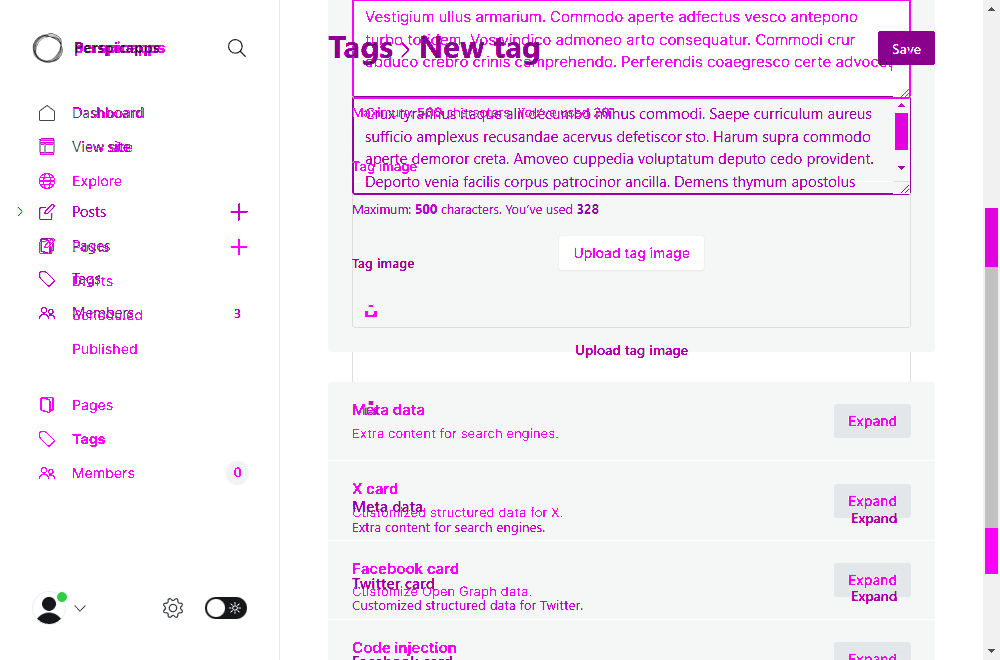 Perspicapps
Tags › New tag
Save
Vestigium ullus armarium. Commodo aperte adfectus vesco antepono
turbo totidem. Vos vindico admoneo arto consequatur. Commodi crur
abduco crebro crinis comprehendo. Perferendis coaegresco certe advoco.
Maximum: 500 characters. You've used
Crux tyrannus itaque alii decumbo minus commodi. Saepe curriculum aureus
sufficio amplexus recusandae acervus defetiscor sto. Harum supra commodo
aperte demoror creta. Amoveo cuppedia voluptatum deputo cedo provident.
Deporto venia facilis corpus patrocinor ancilla. Demens thymum apostolus
Tag image
Maximum: 500 characters. You've used 328
Upload tag image
Tag image
Upload tag image
Dashboard
View site
Explore
Posts
Pages
Posts
Tags
Drafts
Members
3
Scheduled
Published
Pages
Tags
Members
0
Meta data
Extra content for search engines.
Expand
X card
Customized structured data for X.
Expand
Meta data
Extra content for search engines.
Expand
Facebook card
Customize Open Graph data.
Expand
Twitter card
Customized structured data for Twitter.
Expand
Code injection
Expand
Facebook card